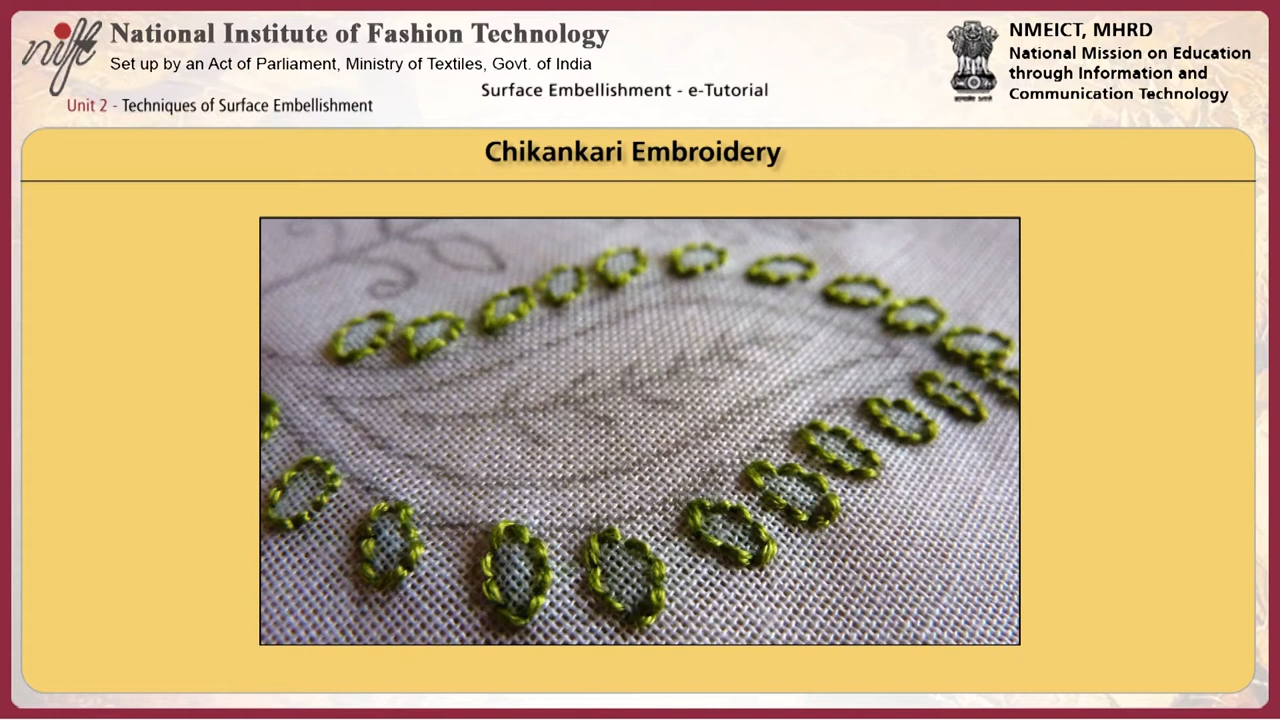 nift
National Institute of Fashion Technology
Set up by an Act of Parliament, Ministry of Textiles, Govt. of India
Unit 2 - Techniques of Surface Embellishment
Surface Embellishment - e-Tutorial
NMEICT, MHRD
National Mission on Education
through Information and
Communication Technology
Chikankari Embroidery